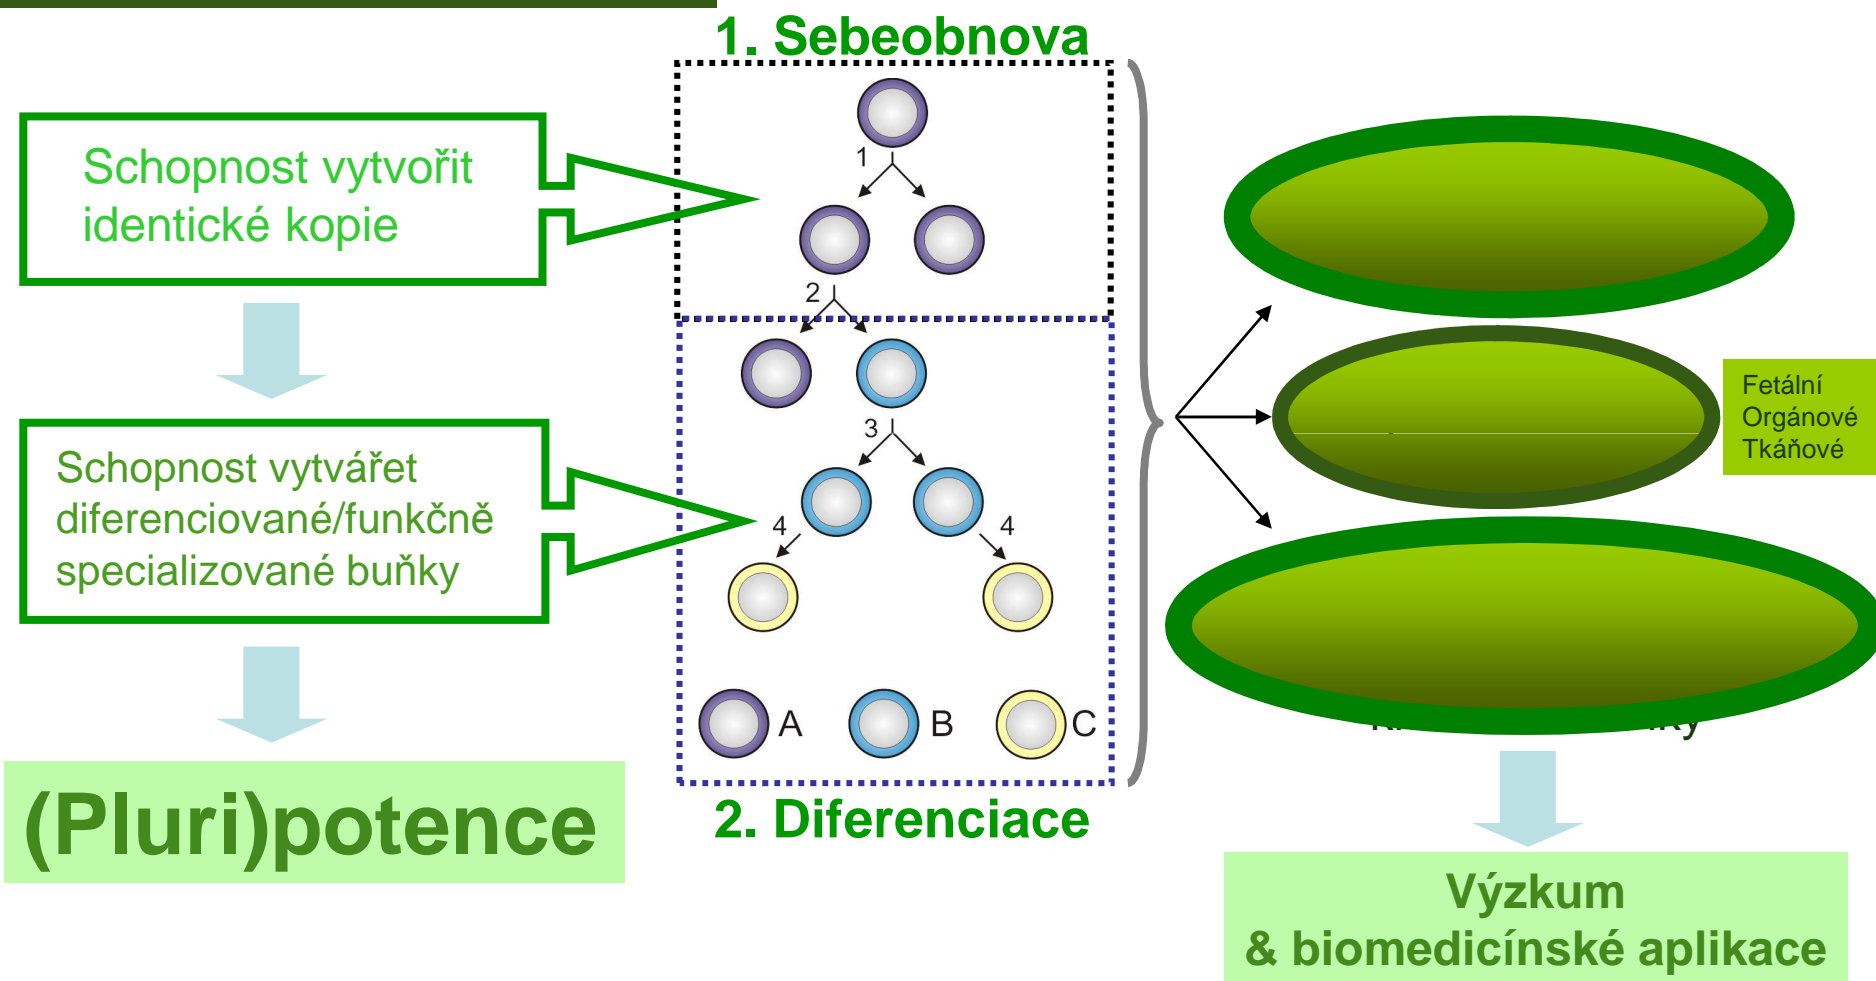 1. Sebeobnova
Schopnost vytvořit
identické kopie
1
2
3
4
4
Schopnost vytvářet
diferenciované/funkčně
specializované buňky
A
B
C
2. Diferenciace
(Pluri)potence
Fetální
Orgánové
Tkáňové
Výzkum
& biomedicínské aplikace